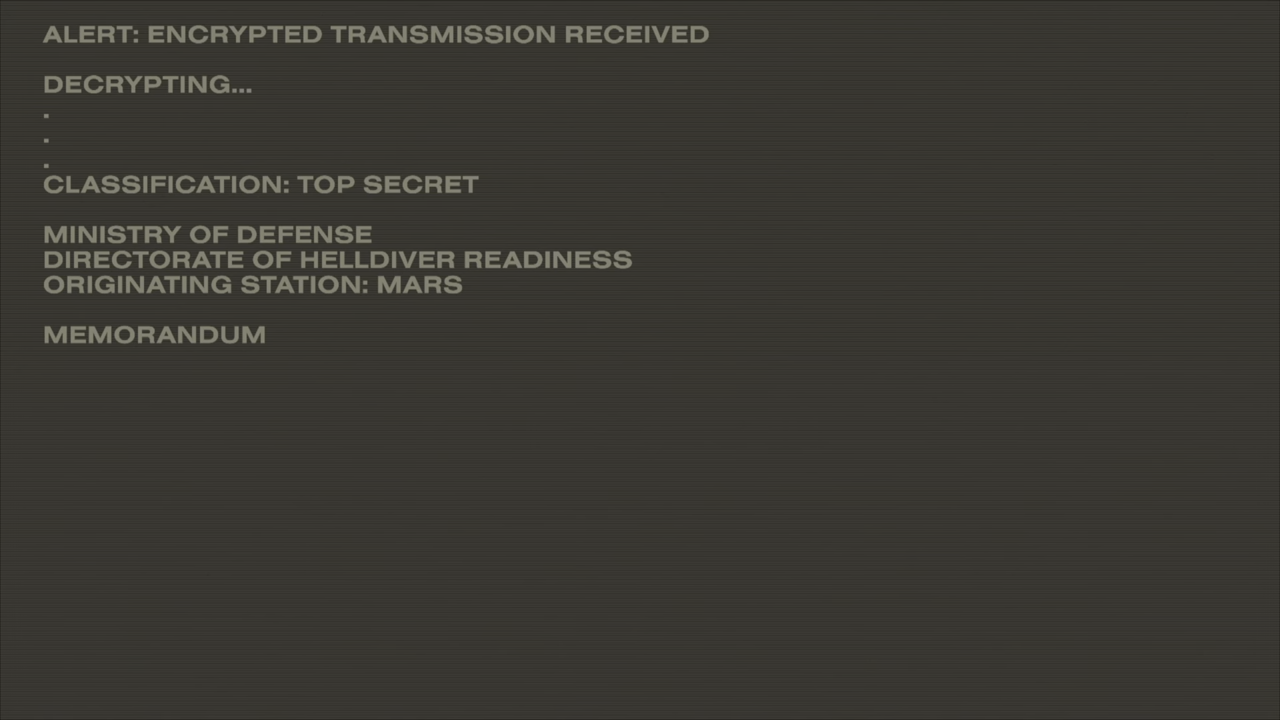 ALERT: ENCRYPTED TRANSMISSION RECEIVED
DECRYPTING...
.
.
.
CLASSIFICATION: TOP SECRET
MINISTRY OF DEFENSE
DIRECTORATE OF HELLDIVER READINESS
ORIGINATING STATION: MARS
MEMORANDUM